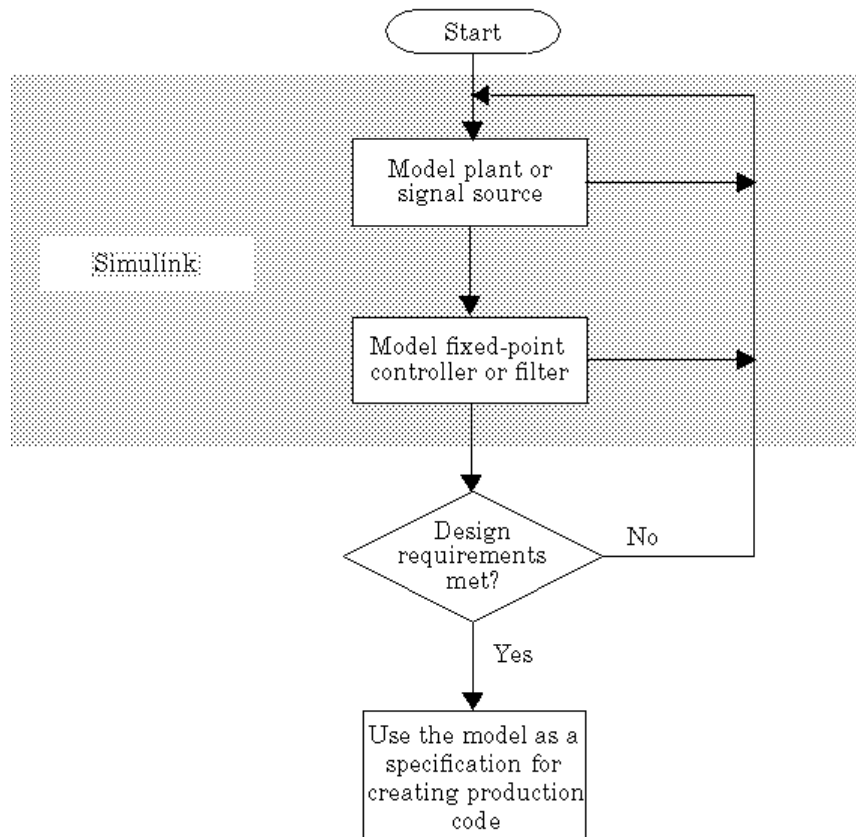 Start
Model plant or
signal source
Simulink
Model fixed-point
controller or filter
Design
requirements
met?
No
Yes
Use the model as a
specification for
creating production
code